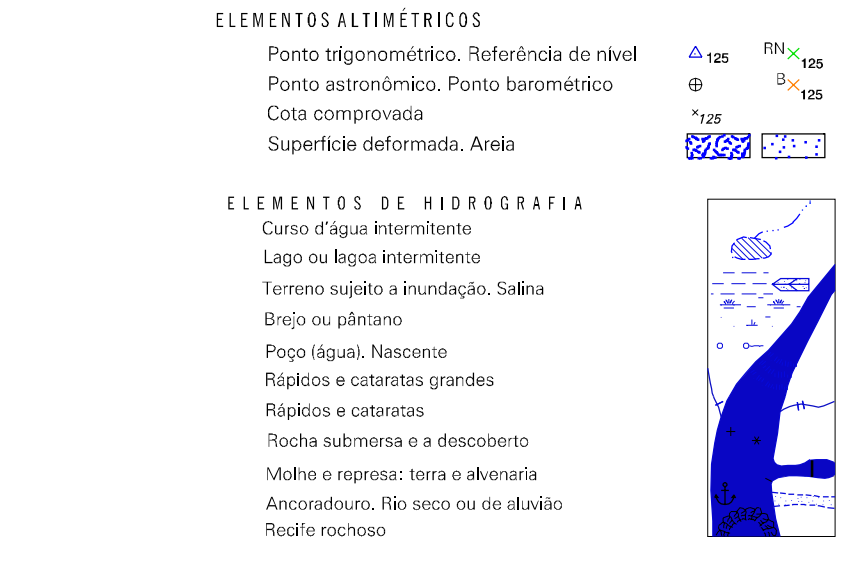 ELEMENTOS ALTIMÉTRICOS
Ponto trigonométrico. Referência de nível 125 RN 125
Ponto astronômico. Ponto barométrico B 125
Cota comprovada 125
Superfície deformada. Areia
ELEMENTOS DE HIDROGRAFIA
Curso d'água intermitente
Lago ou lagoa intermitente
Terreno sujeito a inundação. Salina
Brejo ou pântano
Poço (água). Nascente
Rápidos e cataratas grandes
Rápidos e cataratas
Rocha submersa e a descoberto
Molhe e represa: terra e alvenaria
Ancoradouro. Rio seco ou de aluvião
Recife rochoso